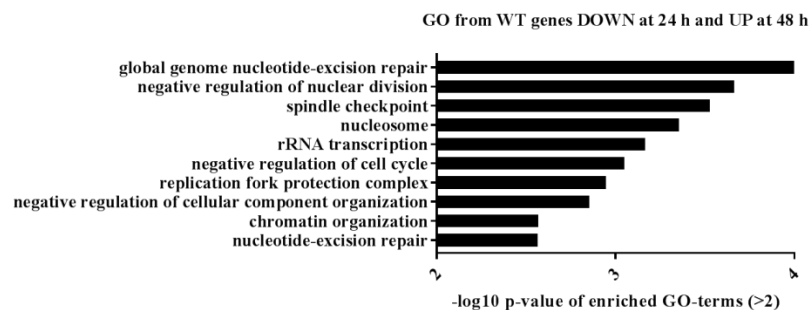 GO from WT genes DOWN at 24 h and UP at 48 h
global genome nucleotide-excision repair
negative regulation of nuclear division
spindle checkpoint
nucleosome
rRNA transcription
negative regulation of cell cycle
replication fork protection complex
negative regulation of cellular component organization
chromatin organization
nucleotide-excision repair
2 3 4
-log10 p-value of enriched GO-terms (>2)